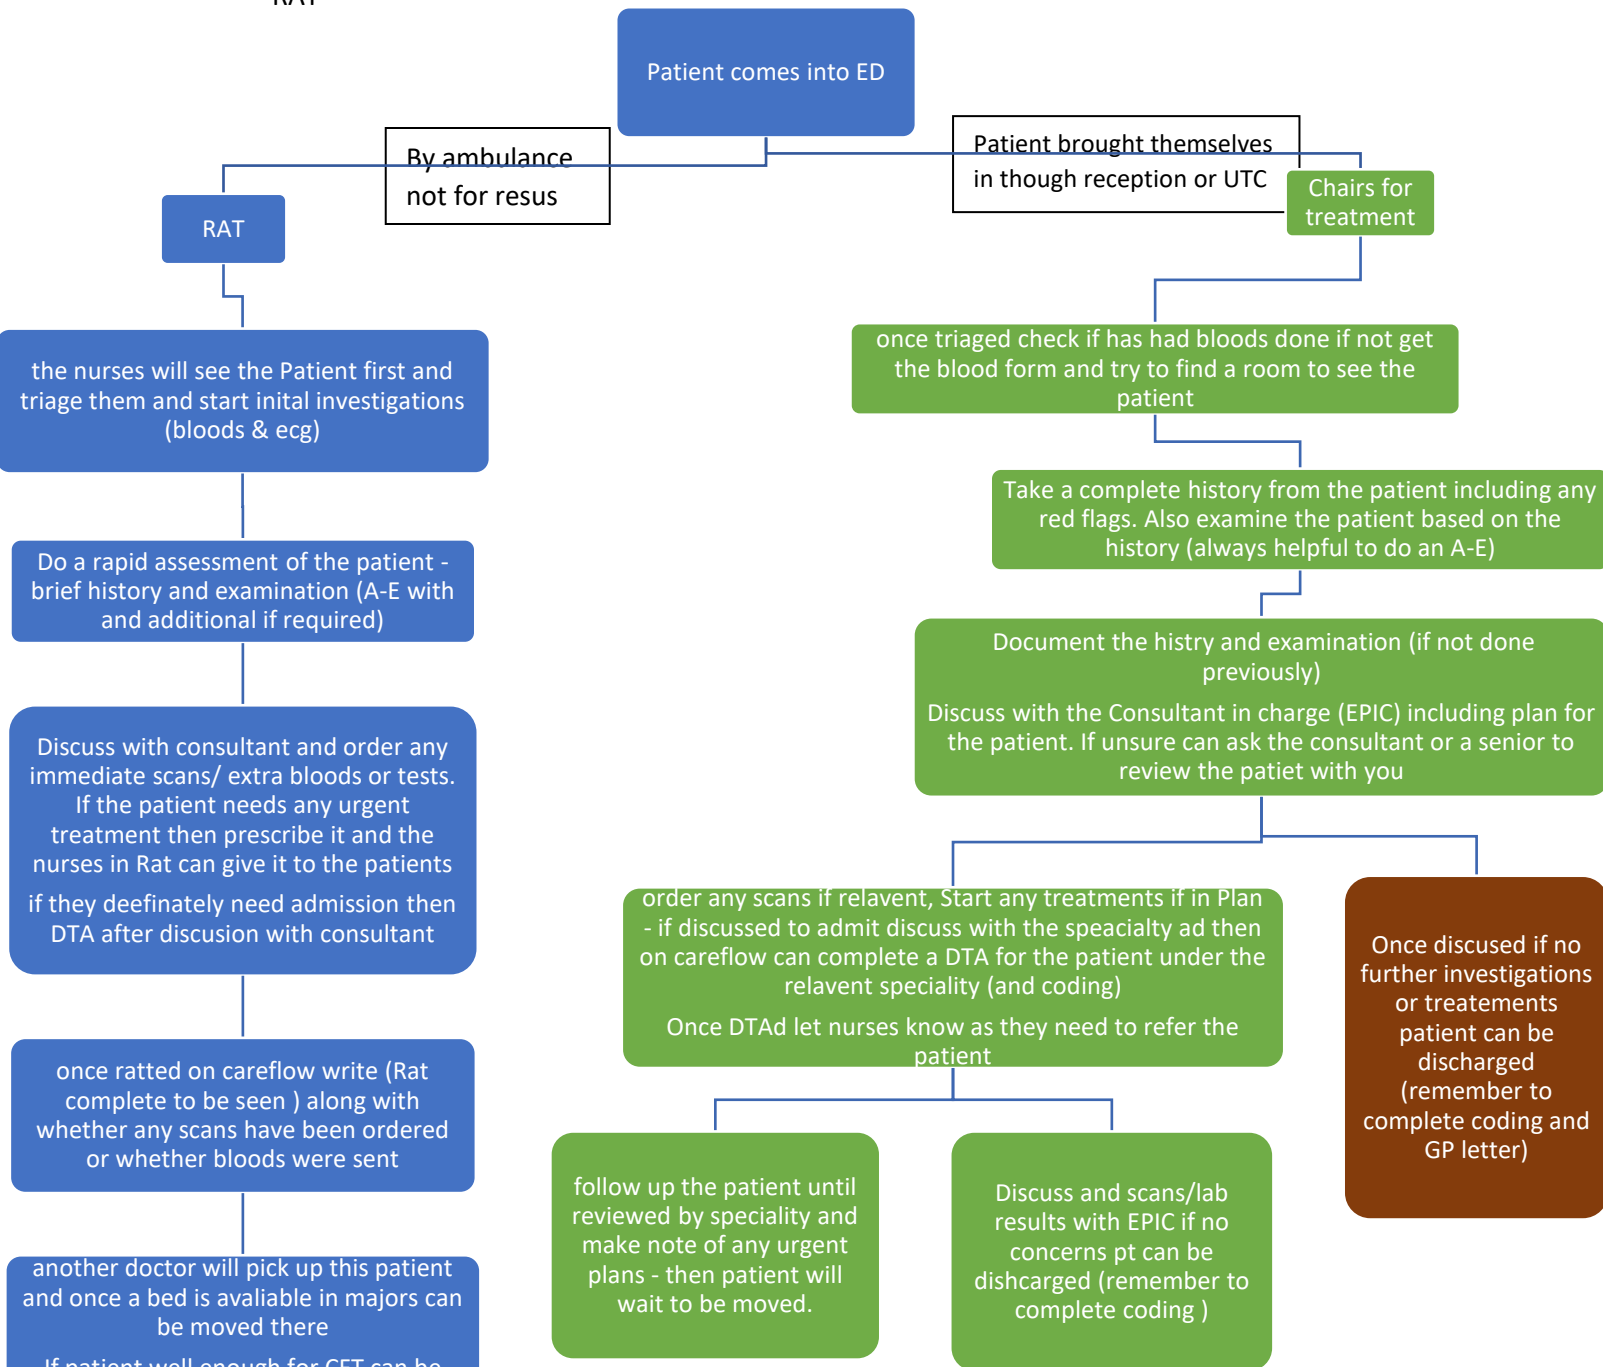 RAT
Patient comes into ED
By ambulance
not for resus
Patient brought themselves
in though reception or UTC
RAT
Chairs for
treatment
the nurses will see the Patient first and
triage them and start inital investigations
(bloods & ecg)
Do a rapid assessment of the patient -
brief history and examination (A-E with
and additional if required)
Discuss with consultant and order any
immediate scans/ extra bloods or tests.
If the patient needs any urgent
treatment then prescribe it and the
nurses in Rat can give it to the patients
if they deefinately need admission then
DTA after discusion with consultant
once ratted on careflow write (Rat
complete to be seen ) along with
whether any scans have been ordered
or whether bloods were sent
another doctor will pick up this patient
and once a bed is avaliable in majors can
be moved there
If patient well enough for CFT can be
once triaged check if has had bloods done if not get
the blood form and try to find a room to see the
patient
Take a complete history from the patient including any
red flags. Also examine the patient based on the
history (always helpful to do an A-E)
Document the histry and examination (if not done
previously)
Discuss with the Consultant in charge (EPIC) including plan for
the patient. If unsure can ask the consultant or a senior to
review the patiet with you
order any scans if relavent, Start any treatments if in Plan
- if discussed to admit discuss with the speacialty ad then
on careflow can complete a DTA for the patient under the
relavent speciality (and coding)
Once DTAd let nurses know as they need to refer the
patient
follow up the patient until
reviewed by speciality and
make note of any urgent
plans - then patient will
wait to be moved.
Discuss and scans/lab
results with EPIC if no
concerns pt can be
dishcarged (remember to
complete coding )
Once discused if no
further investigations
or treatements
patient can be
discharged
(remember to
complete coding and
GP letter)